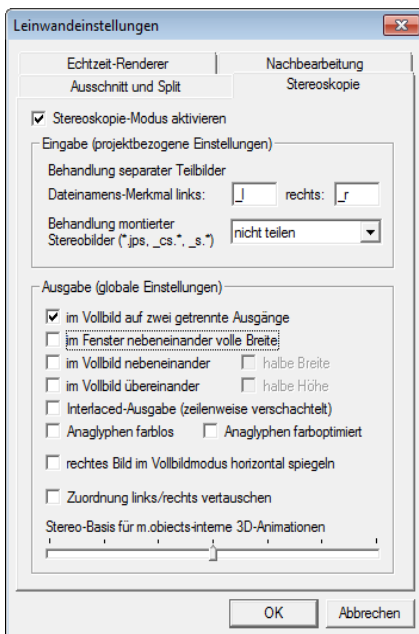 Leinwandeinstellungen
Echtzeit-Renderer Nachbearbeitung
Ausschnitt und Split Stereoskopie
Stereoskopie-Modus aktivieren
Eingabe (projektbezogene Einstellungen)
Behandlung separater Teilbilder
Dateinamens-Merkmal links: _l rechts: _r
Behandlung montierter
Stereobilder (*.jps, _cs.*, _s.*) nicht teilen
Ausgabe (globale Einstellungen)
im Vollbild auf zwei getrennte Ausgänge
im Fenster nebeneinander volle Breite
im Vollbild nebeneinander halbe Breite
im Vollbild übereinander halbe Höhe
Interlaced-Ausgabe (zeilenweise verschachtelt)
Anaglyphen farblos Anaglyphen farboptimiert
rechtes Bild im Vollbildmodus horizontal spiegeln
Zuordnung links/rechts vertauschen
Stereo-Basis für m.objects-interne 3D-Animationen
OK Abbrechen